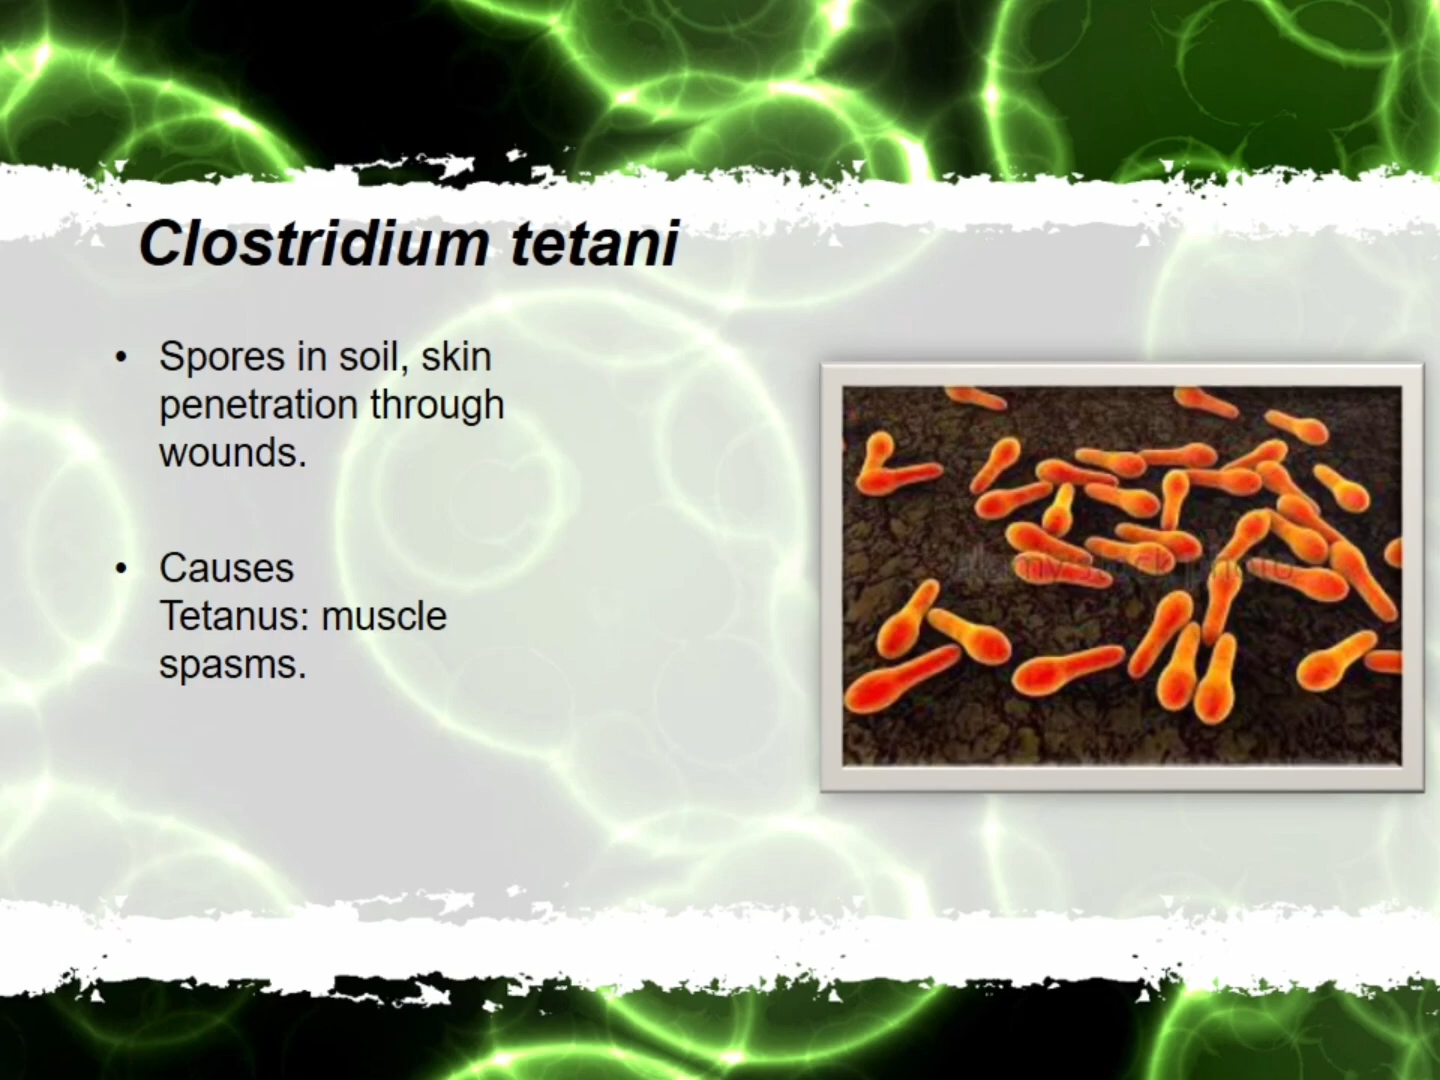 Clostridium tetani
• Spores in soil, skin
penetration through
wounds.
• Causes
Tetanus: muscle
spasms.